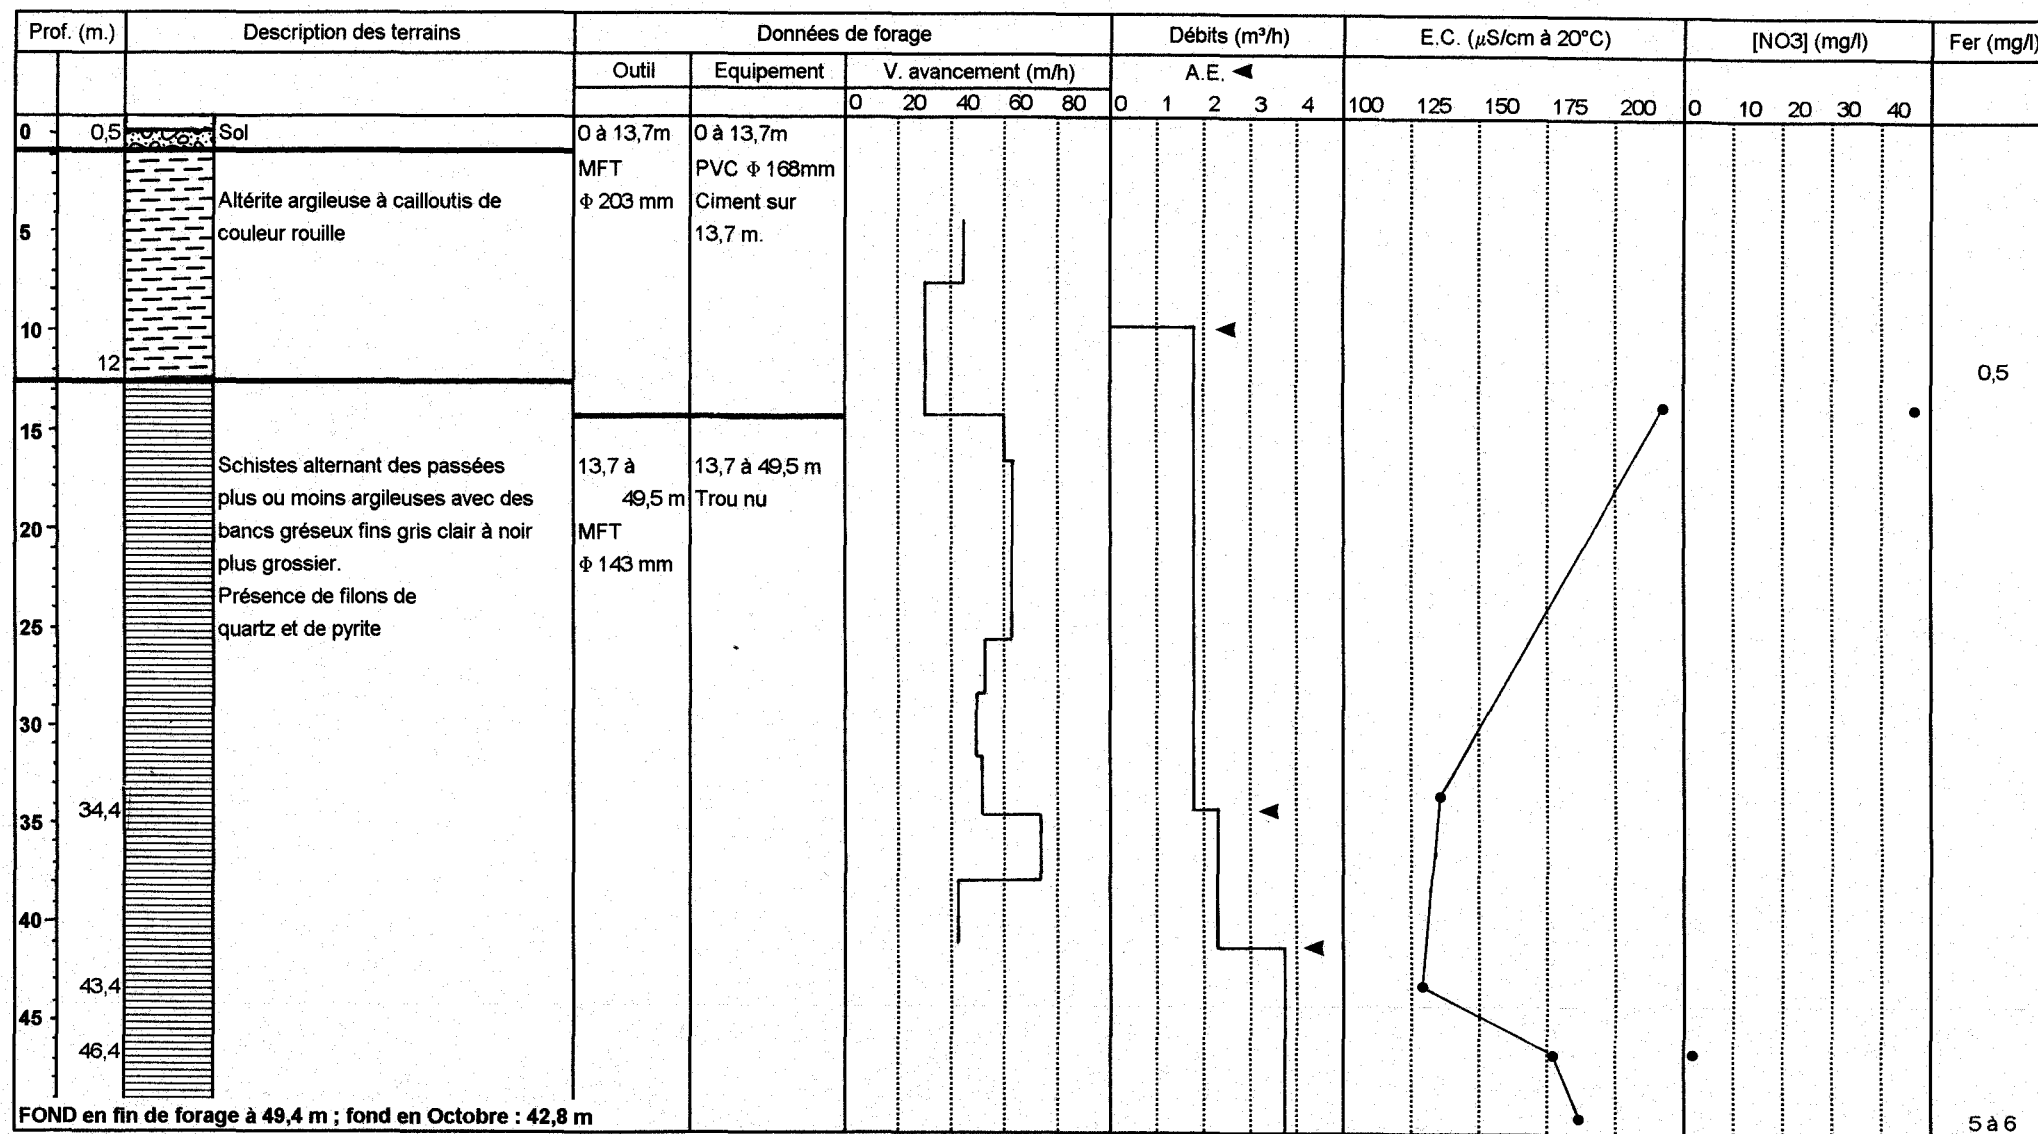 Prof. (m.) Description des terrains Données de forage Débits (m³/h) E.C. (µS/cm à 20°C) [NO3] (mg/l) Fer (mg/l)
Outil Equipement V. avancement (m/h) A.E.
0 20 40 60 80 0 1 2 3 4 100 125 150 175 200 0 10 20 30 40
0 0,5 Sol 0 à 13,7m 0 à 13,7m
MFT PVC Φ 168mm
Altérite argileuse à cailloutis de Φ 203 mm Ciment sur
5 couleur rouille 13,7 m.
10
12
0,5
15
Schistes alternant des passées 13,7 à 13,7 à 49,5 m
plus ou moins argileuses avec des 49,5 m Trou nu
20 bancs gréseux fins gris clair à noir MFT
plus grossier. Φ 143 mm
Présence de filons de
25 quartz et de pyrite
30
34,4
35
40
43,4
45
46,4
FOND en fin de forage à 49,4 m ; fond en Octobre : 42,8 m
5 à 6